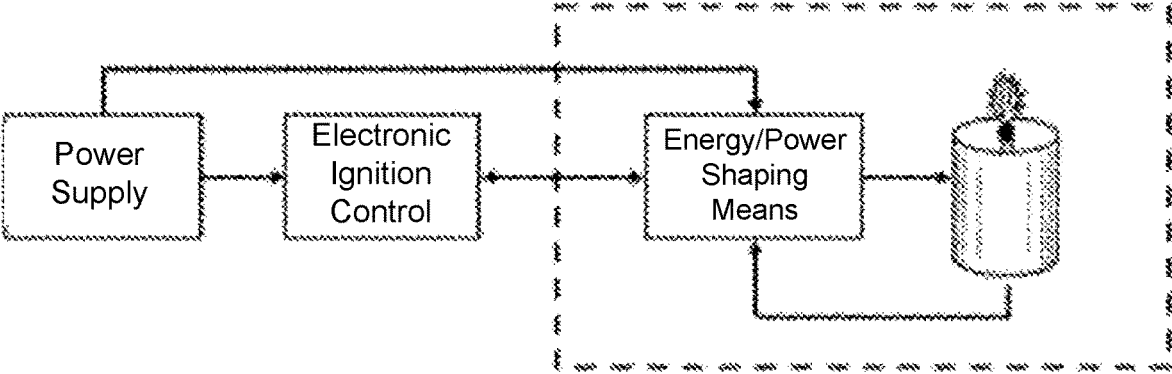 Power
Supply
Electronic
Ignition
Control
Energy/Power
Shaping
Means